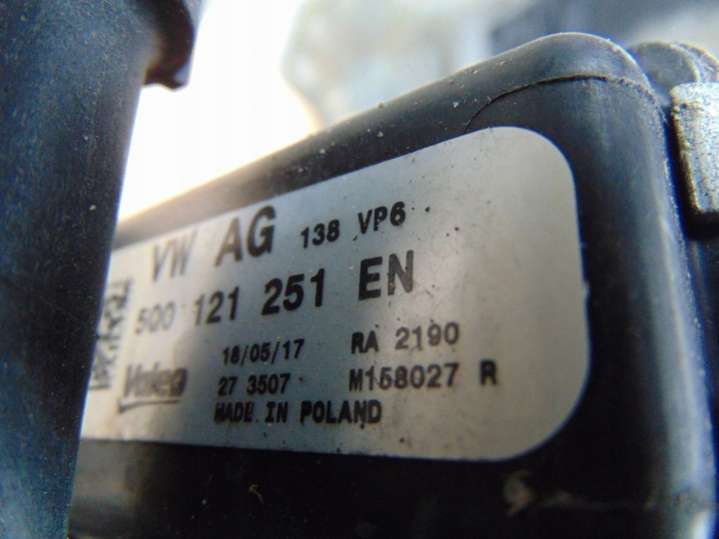 VW AG 138 VP6
5Q0 121 251 EN
18/05/17 RA 2190
Valeo 27 3507 M158027 R
MADE IN POLAND